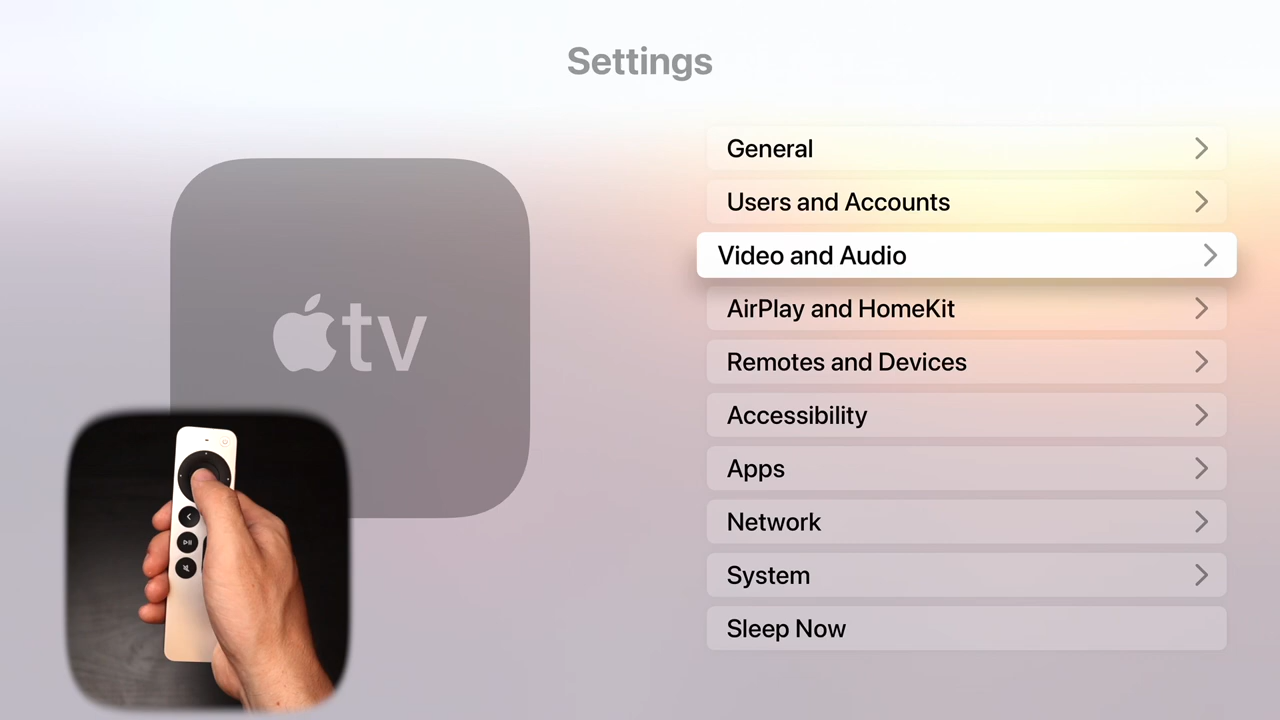 Settings
tv
General
Users and Accounts
Video and Audio
AirPlay and HomeKit
Remotes and Devices
Accessibility
Apps
Network
System
Sleep Now